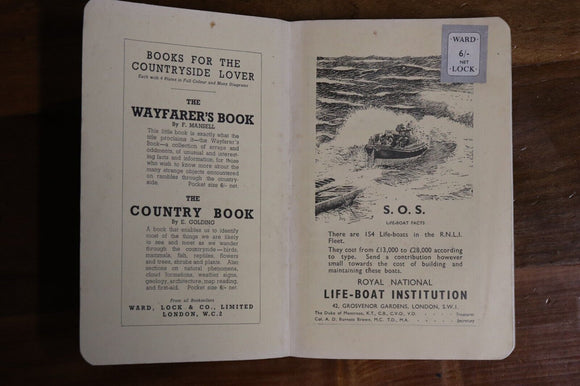 BOOKS FOR THE
COUNTRYSIDE LOVER
Each with 4 Plates in Full Colour and Many Diagrams
THE
WAYFARER'S BOOK
By F. MANSELL
This little book is exactly what the
title proclaims it—the Wayfarer's
Book—a collection of scraps and
oddments, of unusual and interest-
ing facts and information, for those
who wish to know more about the
many strange objects encountered
on rambles through the country-
side. Pocket size 6/- net.
THE
COUNTRY BOOK
By E. GOLDING
A book that enables us to identify
most of the things we are likely
to see and meet as we wander
through the countryside—birds,
mammals, fish, reptiles, flowers
and trees, shrubs and plants. Also
sections on natural phenomena,
cloud formations, weather signs,
geology, architecture, map reading,
and first-aid. Pocket size 6/- net.
From all Booksellers
WARD, LOCK & CO., LIMITED
LONDON, W.C.2
WARD
6/-
NET
·LOCK·
S.O.S.
LIFE-BOAT FACTS
There are 154 Life-boats in the R.N.L.I.
Fleet.
They cost from £13,000 to £28,000 according
to type. Send a contribution however
small towards the cost of building and
maintaining these boats.
ROYAL NATIONAL
LIFE-BOAT INSTITUTION
42, GROSVENOR GARDENS, LONDON, S.W.1.
The Duke of Montrose, K.T., C.B., C.V.O., V.D. - - - - Treasurer
Col. A. D. Burnett Brown, M.C. T.D., M.A. - - - - Secretary